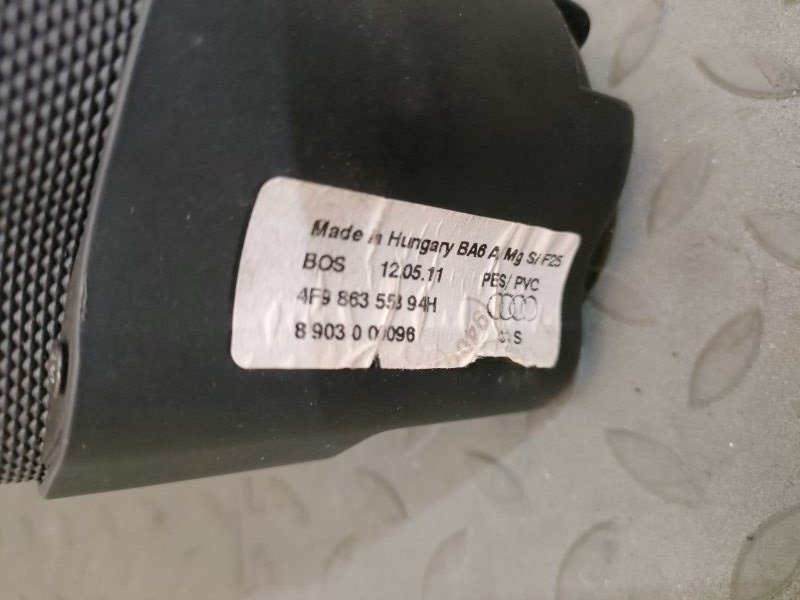 Made in Hungary BA6 A/Mg S/ F25
BOS 12.05.11 PES/ PVC
4F9 863 553 94H
8 903 0 00096 S